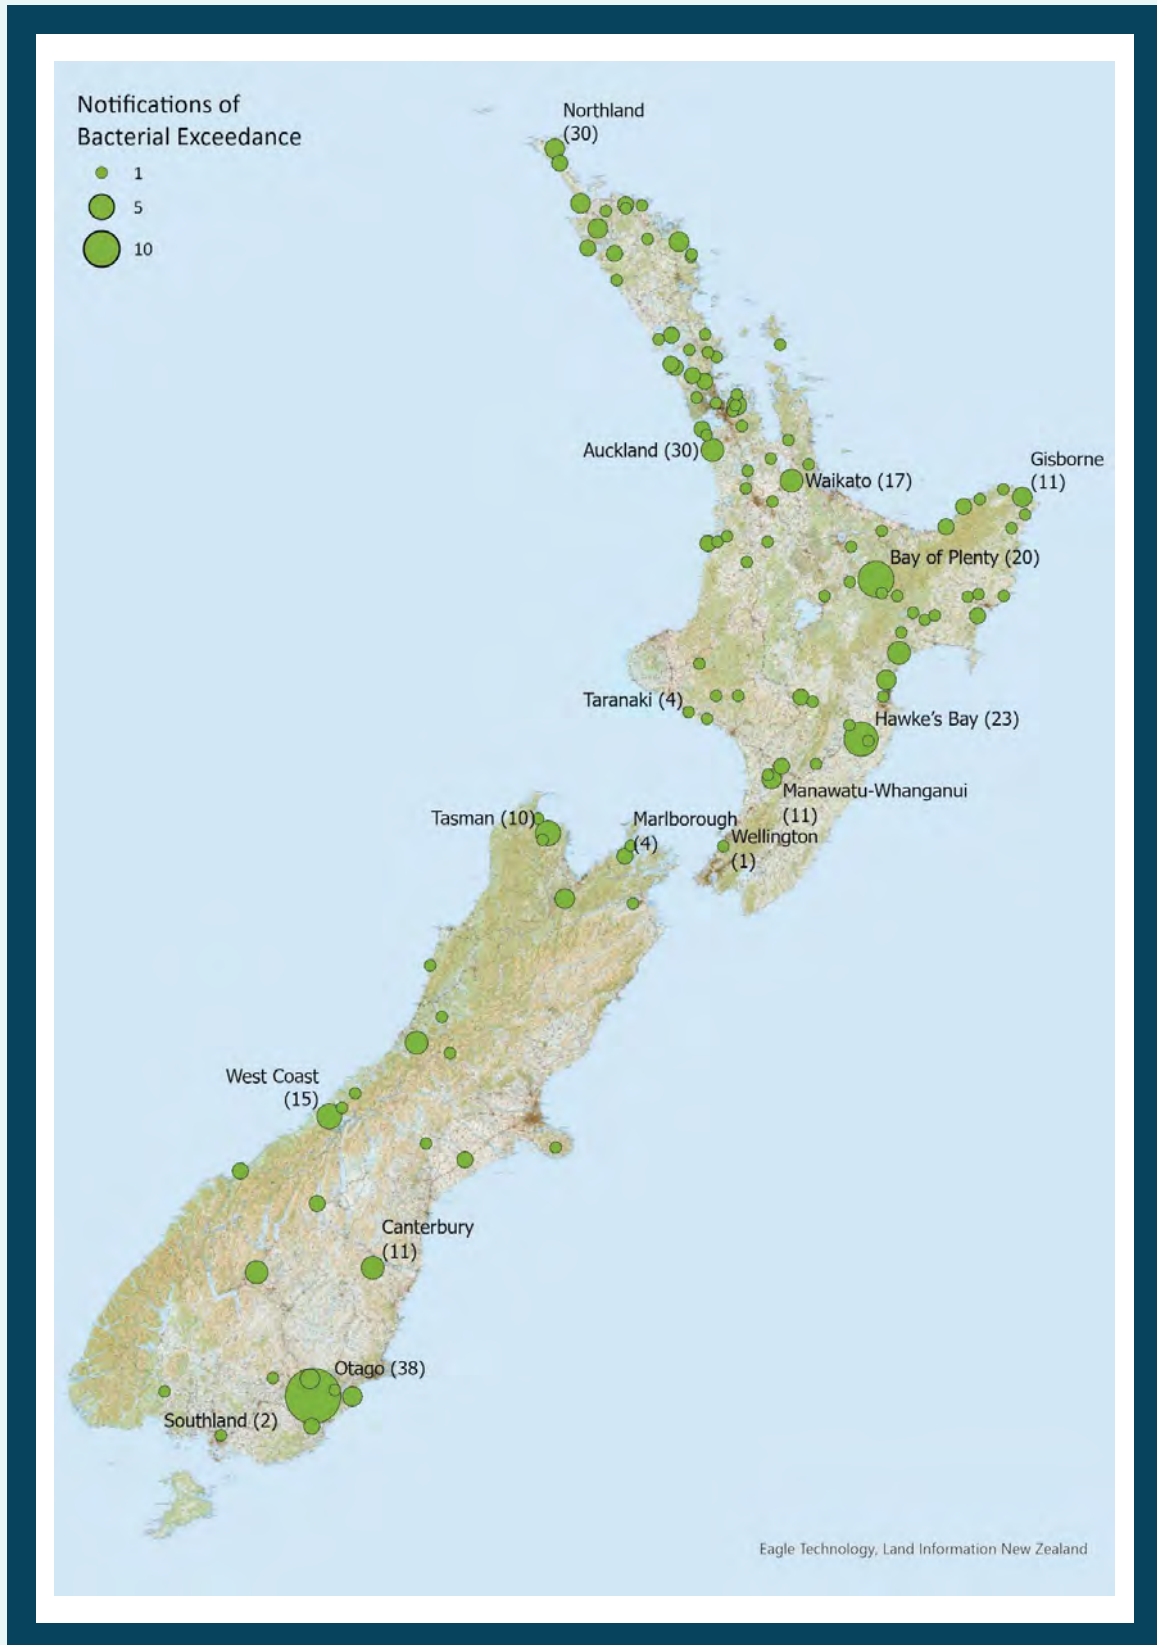 Notifications of
Bacterial Exceedance
1
5
10
Northland
(30)
Auckland (30)
Waikato (17)
Gisborne
(11)
Bay of Plenty (20)
Taranaki (4)
Hawke's Bay (23)
Manawatu-Whanganui
(11)
Tasman (10)
Marlborough
(4)
Wellington
(1)
West Coast
(15)
Canterbury
(11)
Otago (38)
Southland (2)
Eagle Technology, Land Information New Zealand